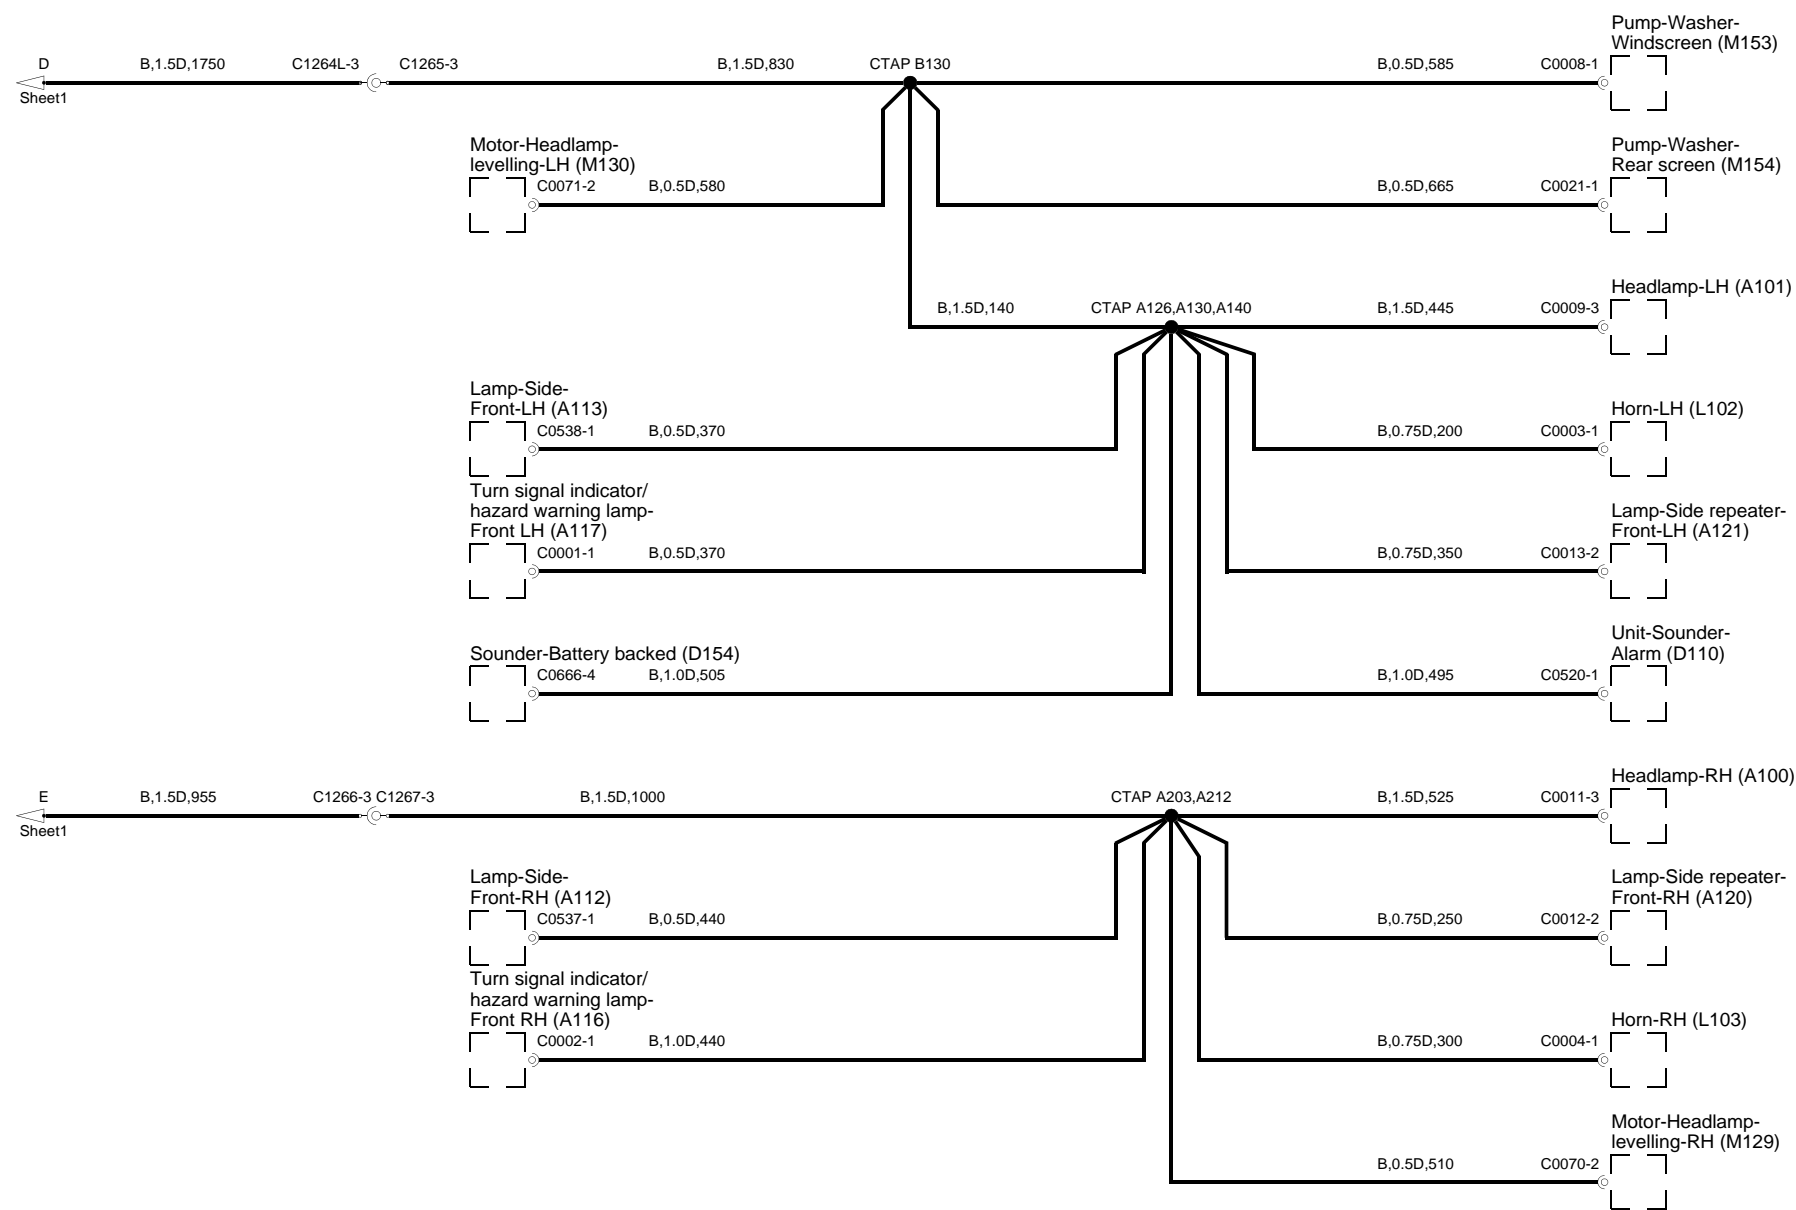 Pump-Washer-
Windscreen (M153)
D
B,1.5D,1750
C1264L-3
C1265-3
B,1.5D,830
CTAP B130
B,0.5D,585
C0008-1
Sheet1
Motor-Headlamp-
levelling-LH (M130)
C0071-2
B,0.5D,580
Pump-Washer-
Rear screen (M154)
B,0.5D,665
C0021-1
Headlamp-LH (A101)
B,1.5D,140
CTAP A126,A130,A140
B,1.5D,445
C0009-3
Lamp-Side-
Front-LH (A113)
C0538-1
B,0.5D,370
Horn-LH (L102)
B,0.75D,200
C0003-1
Turn signal indicator/
hazard warning lamp-
Front LH (A117)
C0001-1
B,0.5D,370
Lamp-Side repeater-
Front-LH (A121)
B,0.75D,350
C0013-2
Sounder-Battery backed (D154)
C0666-4
B,1.0D,505
Unit-Sounder-
Alarm (D110)
B,1.0D,495
C0520-1
Headlamp-RH (A100)
E
B,1.5D,955
C1266-3
C1267-3
B,1.5D,1000
CTAP A203,A212
B,1.5D,525
C0011-3
Sheet1
Lamp-Side-
Front-RH (A112)
C0537-1
B,0.5D,440
Lamp-Side repeater-
Front-RH (A120)
B,0.75D,250
C0012-2
Turn signal indicator/
hazard warning lamp-
Front RH (A116)
C0002-1
B,1.0D,440
Horn-RH (L103)
B,0.75D,300
C0004-1
Motor-Headlamp-
levelling-RH (M129)
B,0.5D,510
C0070-2